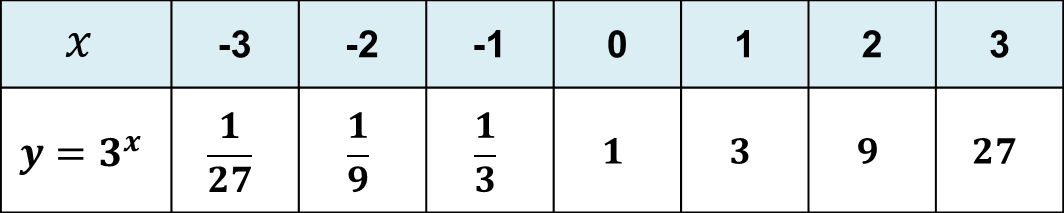 x -3 -2 -1 0 1 2 3
y = 3^x 1/27 1/9 1/3 1 3 9 27